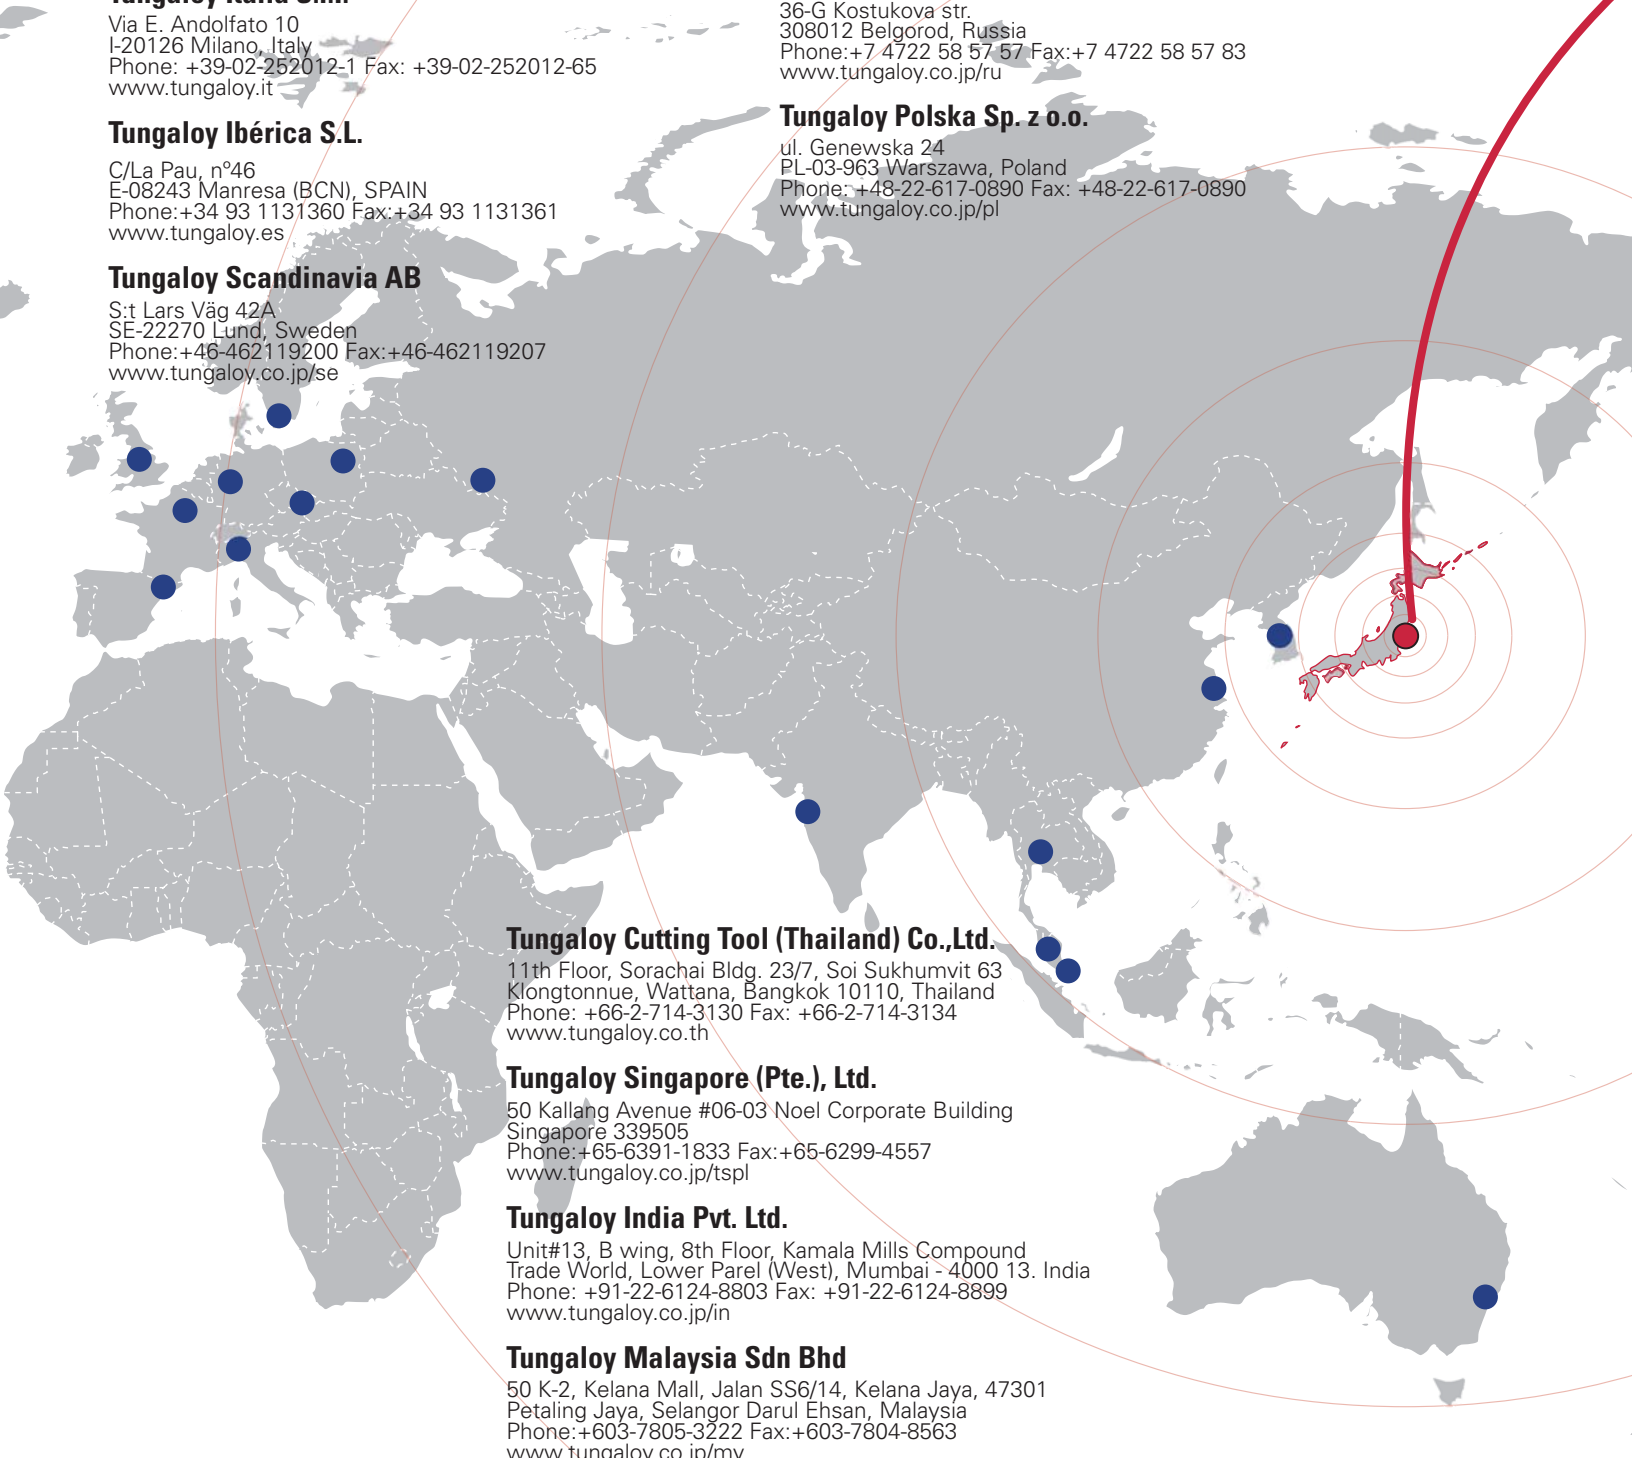 Via E. Andolfato 10
I-20126 Milano, Italy
Phone: +39-02-252012-1 Fax: +39-02-252012-65
www.tungaloy.it
Tungaloy Ibérica S.L.
C/La Pau, nº46
E-08243 Manresa (BCN), SPAIN
Phone:+34 93 1131360 Fax:+34 93 1131361
www.tungaloy.es
Tungaloy Scandinavia AB
S:t Lars Väg 42A
SE-22270 Lund, Sweden
Phone:+46-462119200 Fax:+46-462119207
www.tungaloy.co.jp/se
36-G Kostukova str.
308012 Belgorod, Russia
Phone:+7 4722 58 57 57 Fax:+7 4722 58 57 83
www.tungaloy.co.jp/ru
Tungaloy Polska Sp. z o.o.
ul. Genewska 24
PL-03-963 Warszawa, Poland
Phone: +48-22-617-0890 Fax: +48-22-617-0890
www.tungaloy.co.jp/pl
Tungaloy Cutting Tool (Thailand) Co.,Ltd.
11th Floor, Sorachai Bldg. 23/7, Soi Sukhumvit 63
Klongtonnue, Wattana, Bangkok 10110, Thailand
Phone: +66-2-714-3130 Fax: +66-2-714-3134
www.tungaloy.co.th
Tungaloy Singapore (Pte.), Ltd.
50 Kallang Avenue #06-03 Noel Corporate Building
Singapore 339505
Phone:+65-6391-1833 Fax:+65-6299-4557
www.tungaloy.co.jp/tspl
Tungaloy India Pvt. Ltd.
Unit#13, B wing, 8th Floor, Kamala Mills Compound
Trade World, Lower Parel (West), Mumbai - 4000 13. India
Phone: +91-22-6124-8803 Fax: +91-22-6124-8899
www.tungaloy.co.jp/in
Tungaloy Malaysia Sdn Bhd
50 K-2, Kelana Mall, Jalan SS6/14, Kelana Jaya, 47301
Petaling Jaya, Selangor Darul Ehsan, Malaysia
Phone:+603-7805-3222 Fax:+603-7804-8563
www.tungaloy.co.jp/my